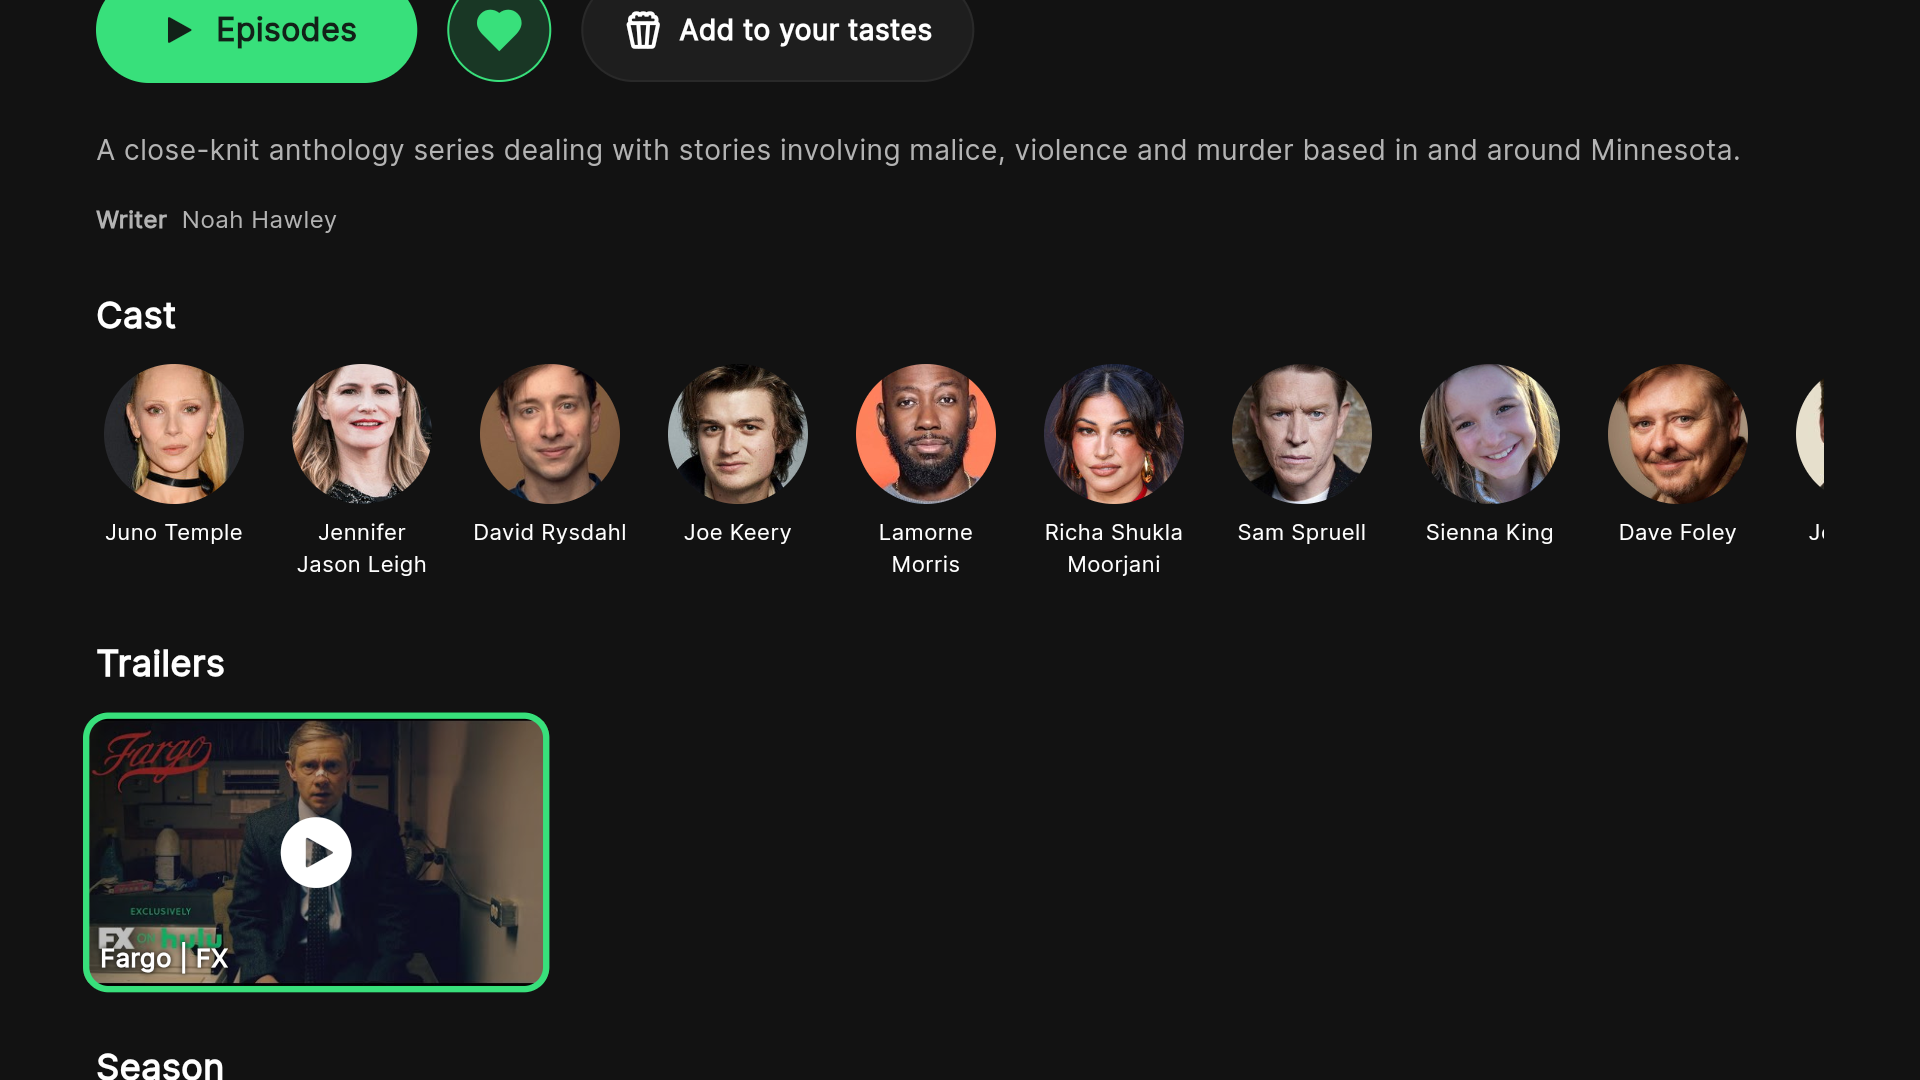 Episodes
Add to your tastes
A close-knit anthology series dealing with stories involving malice, violence and murder based in and around Minnesota.
Writer Noah Hawley
Cast
Juno Temple
Jennifer
Jason Leigh
David Rysdahl
Joe Keery
Lamorne
Morris
Richa Shukla
Moorjani
Sam Spruell
Sienna King
Dave Foley
Trailers
Fargo
EXCLUSIVELY
FX ON hulu
Fargo | FX
Season